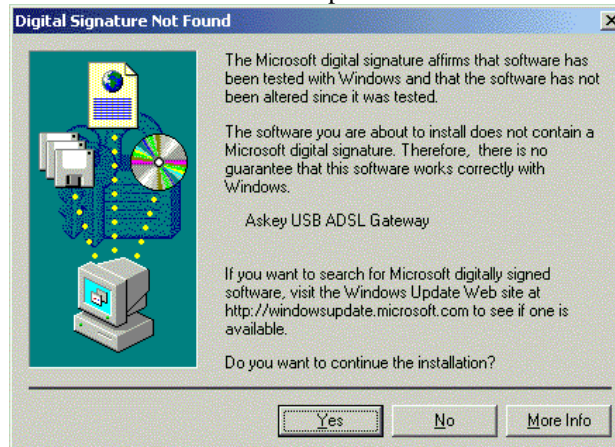 Digital Signature Not Found
The Microsoft digital signature affirms that software has
been tested with Windows and that the software has not
been altered since it was tested.
The software you are about to install does not contain a
Microsoft digital signature. Therefore, there is no
guarantee that this software works correctly with
Windows.
Askey USB ADSL Gateway
If you want to search for Microsoft digitally signed
software, visit the Windows Update Web site at
http://windowsupdate.microsoft.com to see if one is
available.
Do you want to continue the installation?
Yes No More Info